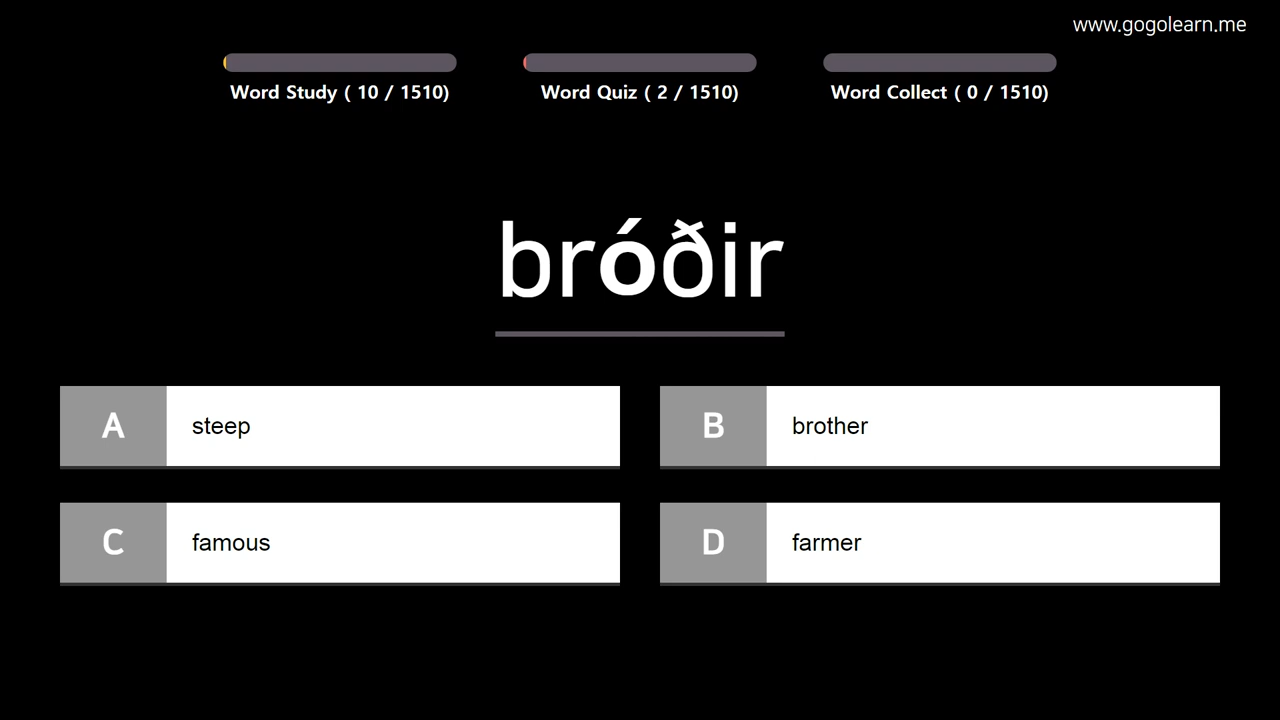 www.gogolearn.me
Word Study ( 10 / 1510)
Word Quiz ( 2 / 1510)
Word Collect ( 0 / 1510)
bróðir
A steep
B brother
C famous
D farmer